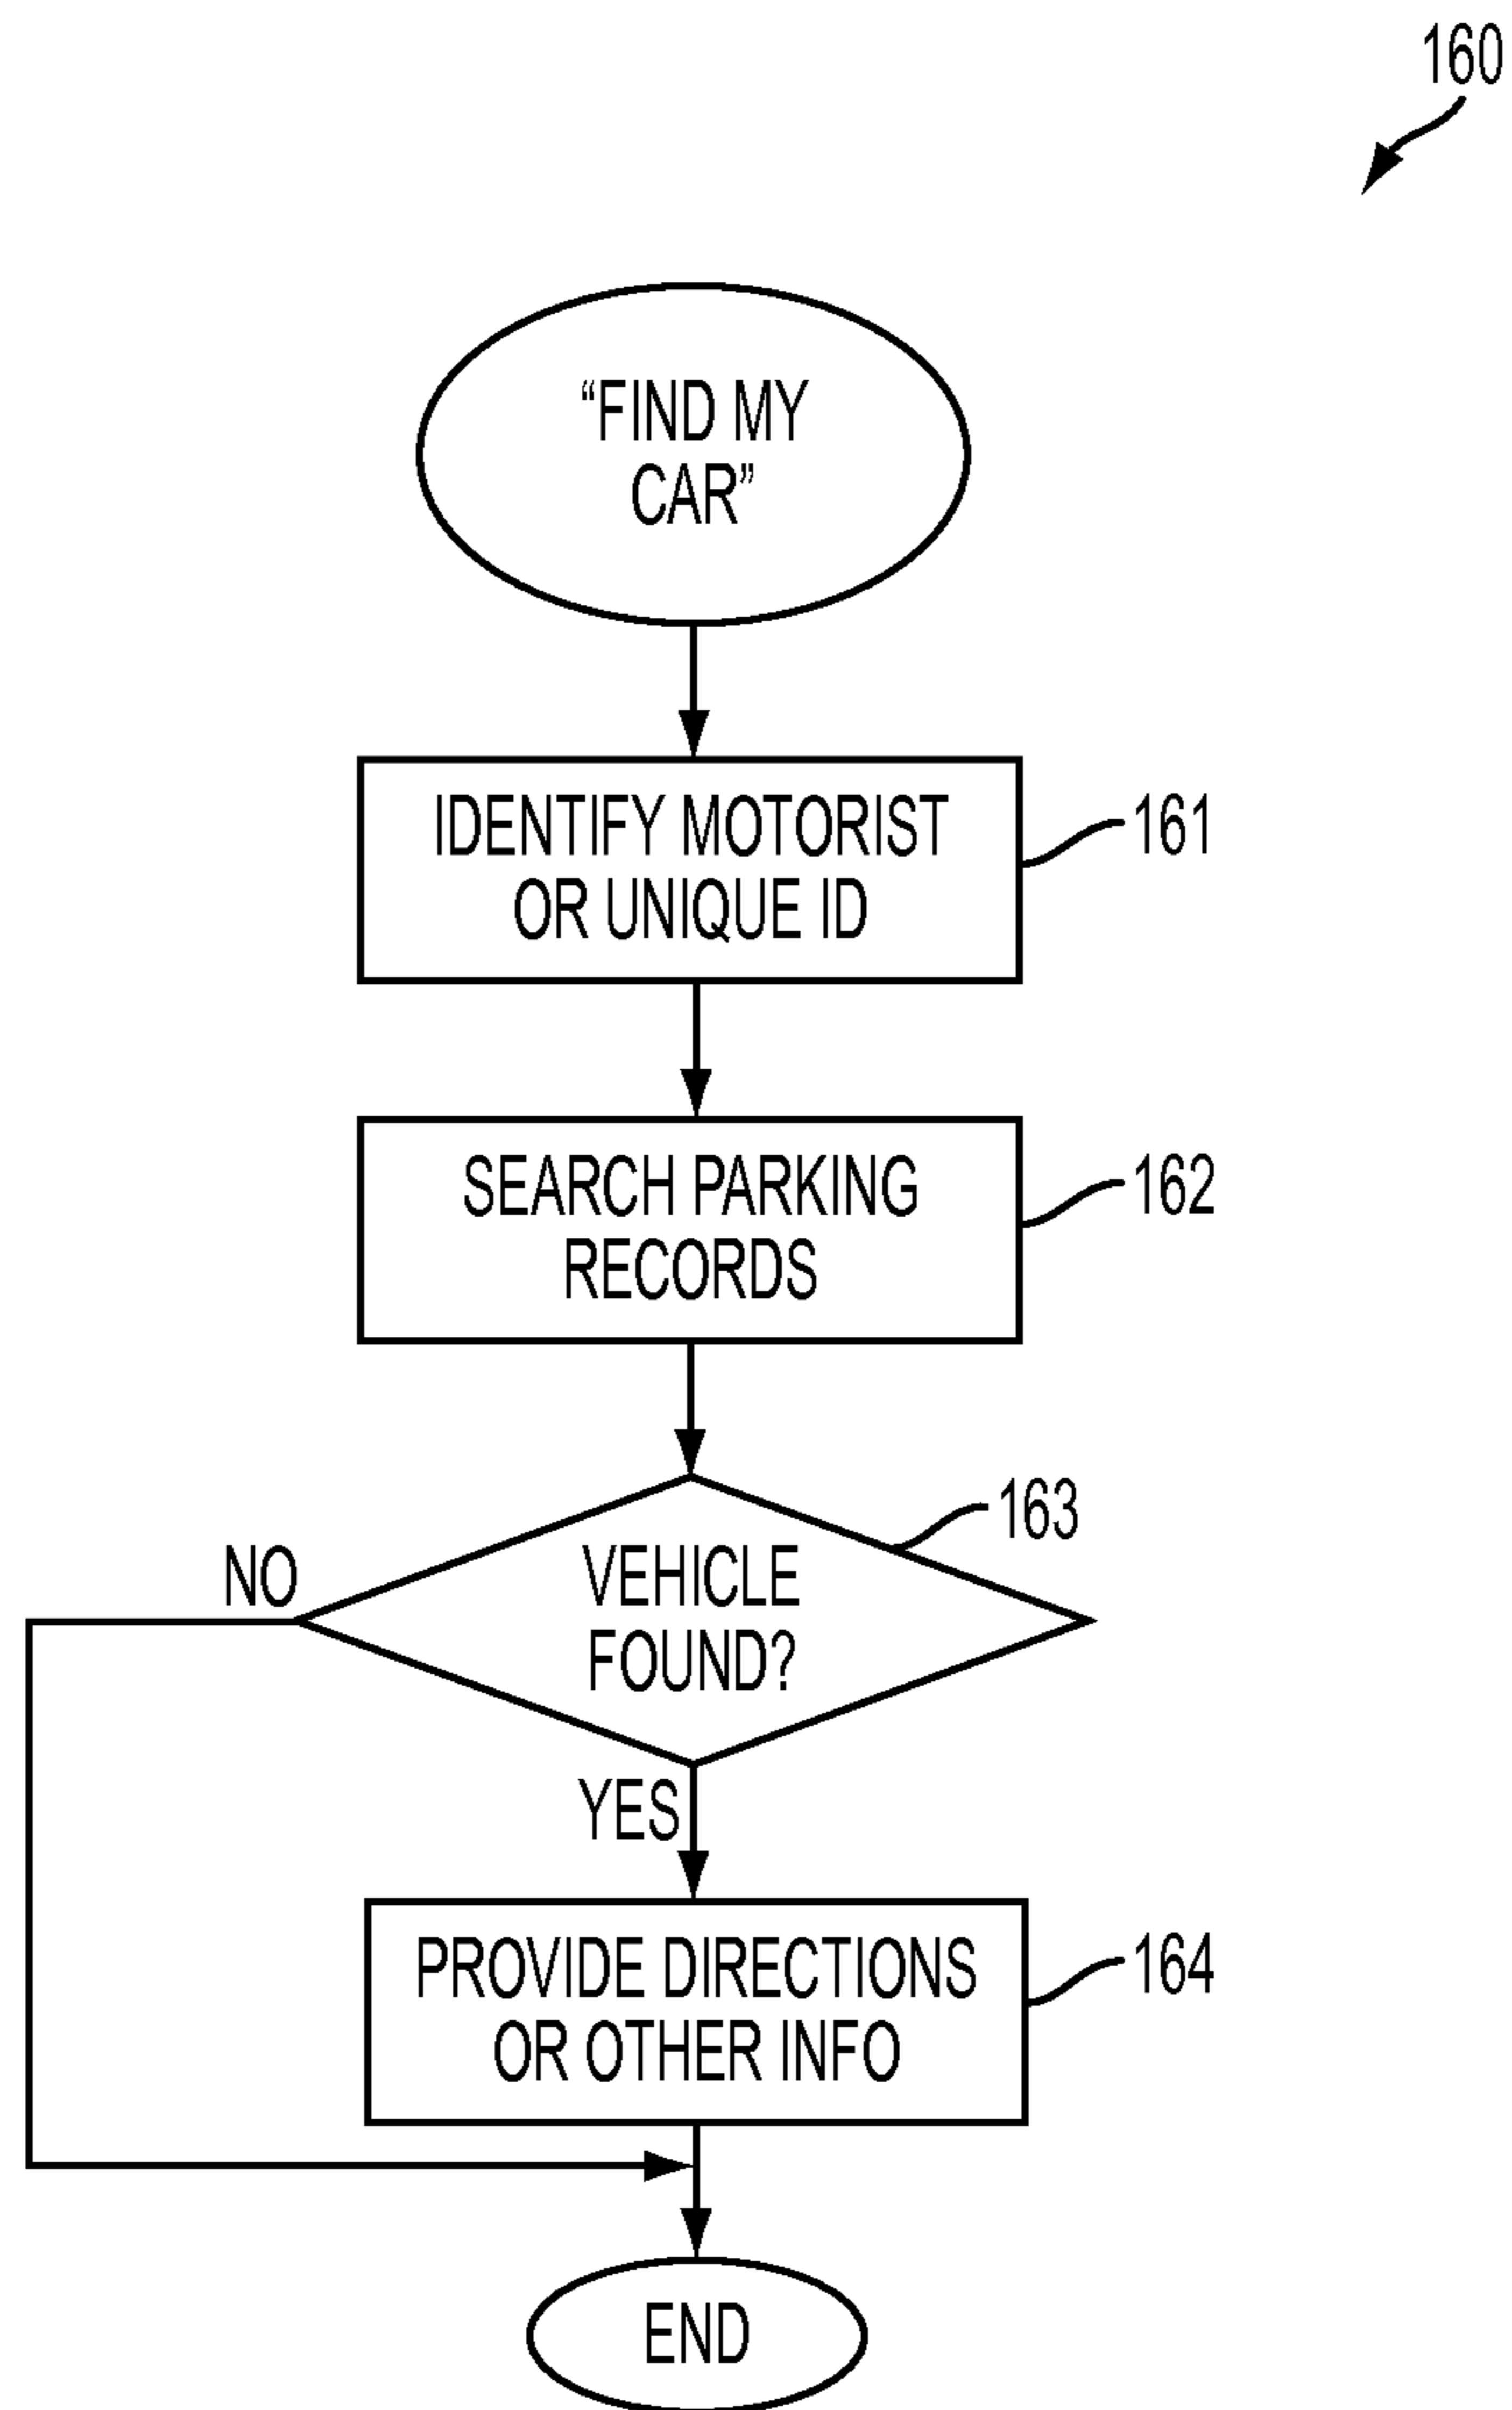 160
“FIND MY
CAR”
IDENTIFY MOTORIST
OR UNIQUE ID
161
SEARCH PARKING
RECORDS
162
163
NO
VEHICLE
FOUND?
YES
PROVIDE DIRECTIONS
OR OTHER INFO
164
END